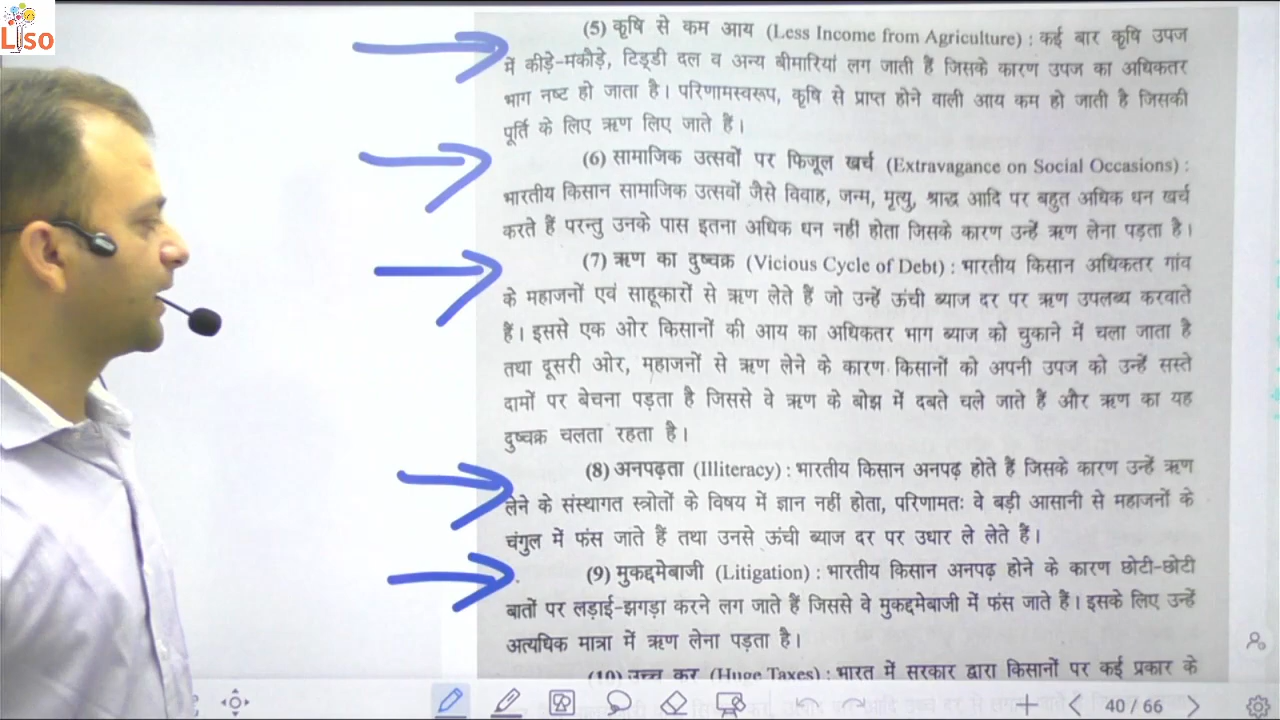 Liso
(5) कृषि से कम आय (Less Income from Agriculture) : कई बार कृषि उपज
में कीड़े-मकौड़े, टिड्डी दल व अन्य बीमारियां लग जाती हैं जिसके कारण उपज का अधिकतर
भाग नष्ट हो जाता है। परिणामस्वरूप, कृषि से प्राप्त होने वाली आय कम हो जाती है जिसकी
पूर्ति के लिए ऋण लिए जाते हैं।
(6) सामाजिक उत्सवों पर फिजूल खर्च (Extravagance on Social Occasions) :
भारतीय किसान सामाजिक उत्सवों जैसे विवाह, जन्म, मृत्यु, श्राद्ध आदि पर बहुत अधिक धन खर्च
करते हैं परन्तु उनके पास इतना अधिक धन नहीं होता जिसके कारण उन्हें ऋण लेना पड़ता है।
(7) ऋण का दुष्चक्र (Vicious Cycle of Debt) : भारतीय किसान अधिकतर गांव
के महाजनों एवं साहूकारों से ऋण लेते हैं जो उन्हें ऊंची ब्याज दर पर ऋण उपलब्ध करवाते
हैं। इससे एक ओर किसानों की आय का अधिकतर भाग ब्याज को चुकाने में चला जाता है
तथा दूसरी ओर, महाजनों से ऋण लेने के कारण किसानों को अपनी उपज को उन्हें सस्ते
दामों पर बेचना पड़ता है जिससे वे ऋण के बोझ में दबते चले जाते हैं और ऋण का यह
दुष्चक्र चलता रहता है।
(8) अनपढ़ता (Illiteracy) : भारतीय किसान अनपढ़ होते हैं जिसके कारण उन्हें ऋण
लेने के संस्थागत स्त्रोतों के विषय में ज्ञान नहीं होता, परिणामतः वे बड़ी आसानी से महाजनों के
चंगुल में फंस जाते हैं तथा उनसे ऊंची ब्याज दर पर उधार ले लेते हैं।
(9) मुकद्दमेबाजी (Litigation) : भारतीय किसान अनपढ़ होने के कारण छोटी-छोटी
बातों पर लड़ाई-झगड़ा करने लग जाते हैं जिससे वे मुकद्दमेबाजी में फंस जाते हैं। इसके लिए उन्हें
अत्यधिक मात्रा में ऋण लेना पड़ता है।
(10) उच्च कर (Huge Taxes) : भारत में सरकार द्वारा किसानों पर कई प्रकार के
40 / 66